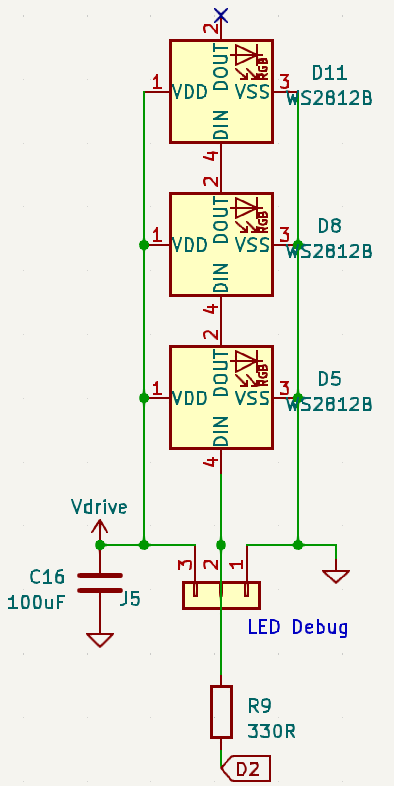 2
D11
WS2812B
DOUT
RGB
1
VDD
VSS
3
DIN
4
2
D8
WS2812B
DOUT
RGB
1
VDD
VSS
3
DIN
4
2
D5
WS2812B
DOUT
RGB
1
VDD
VSS
3
DIN
4
Vdrive
C16
100uF
J5
3
2
1
LED Debug
R9
330R
D2